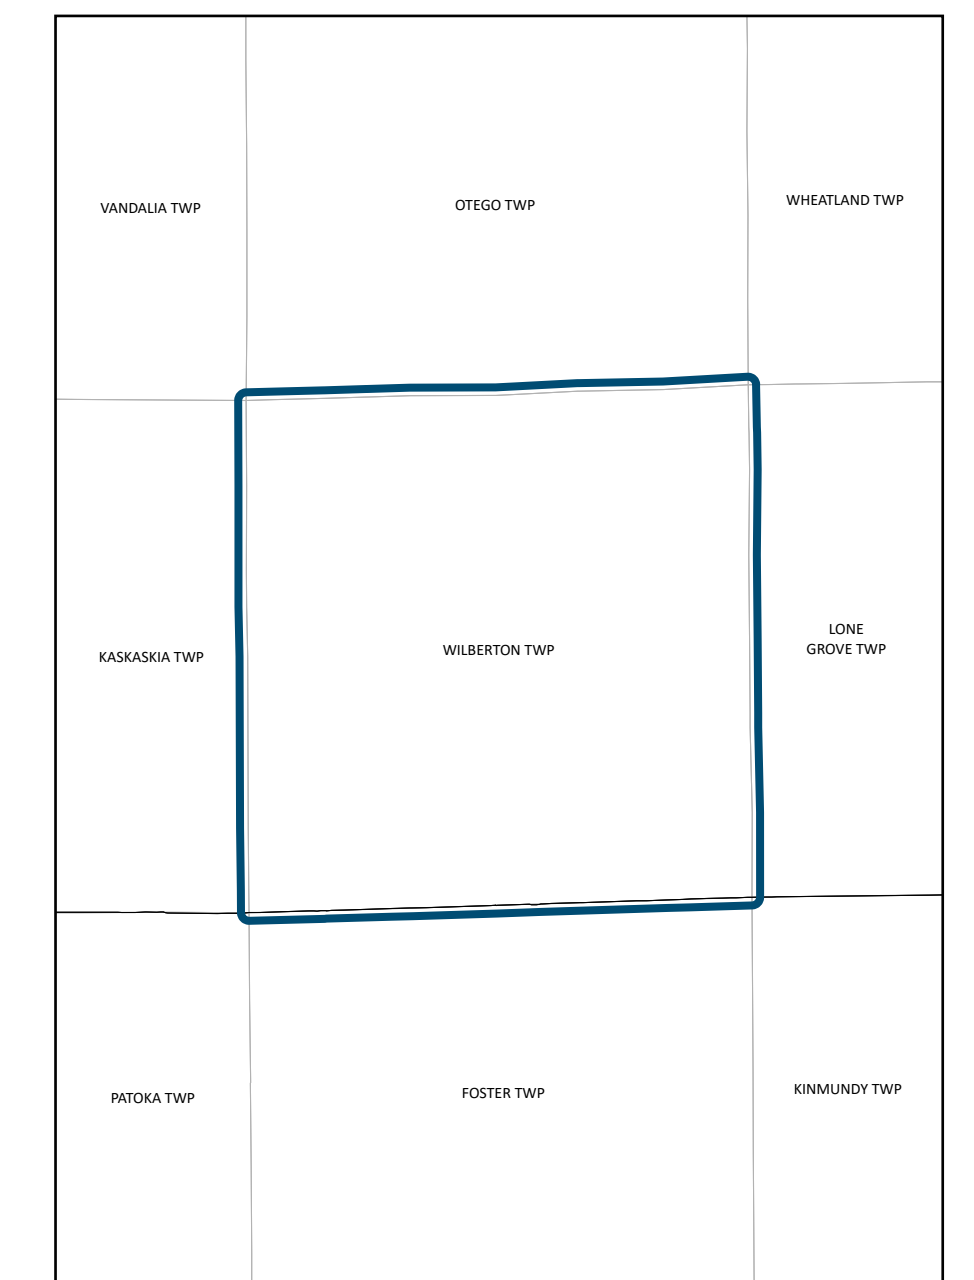 VANDALIA TWP
OTEGO TWP
WHEATLAND TWP
KASKASKIA TWP
WILBERTON TWP
LONE
GROVE TWP
PATOKA TWP
FOSTER TWP
KINMUNDY TWP